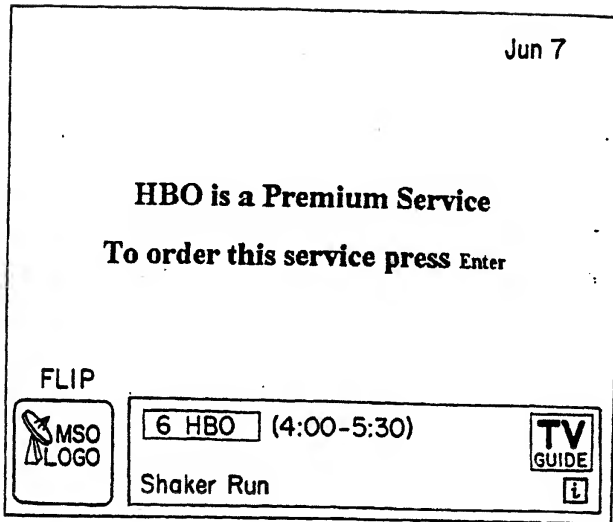 Jun 7
HBO is a Premium Service
To order this service press Enter
FLIP
MSO
LOGO
6 HBO (4:00-5:30)
Shaker Run
TV
GUIDE
i